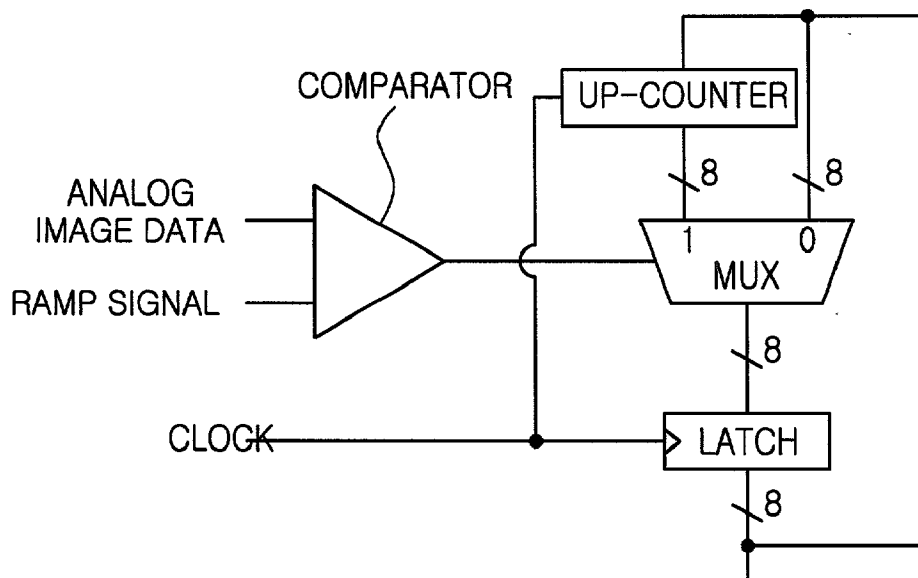 COMPARATOR
UP-COUNTER
8
8
ANALOG
IMAGE DATA
1
0
MUX
RAMP SIGNAL
8
CLOCK
LATCH
8